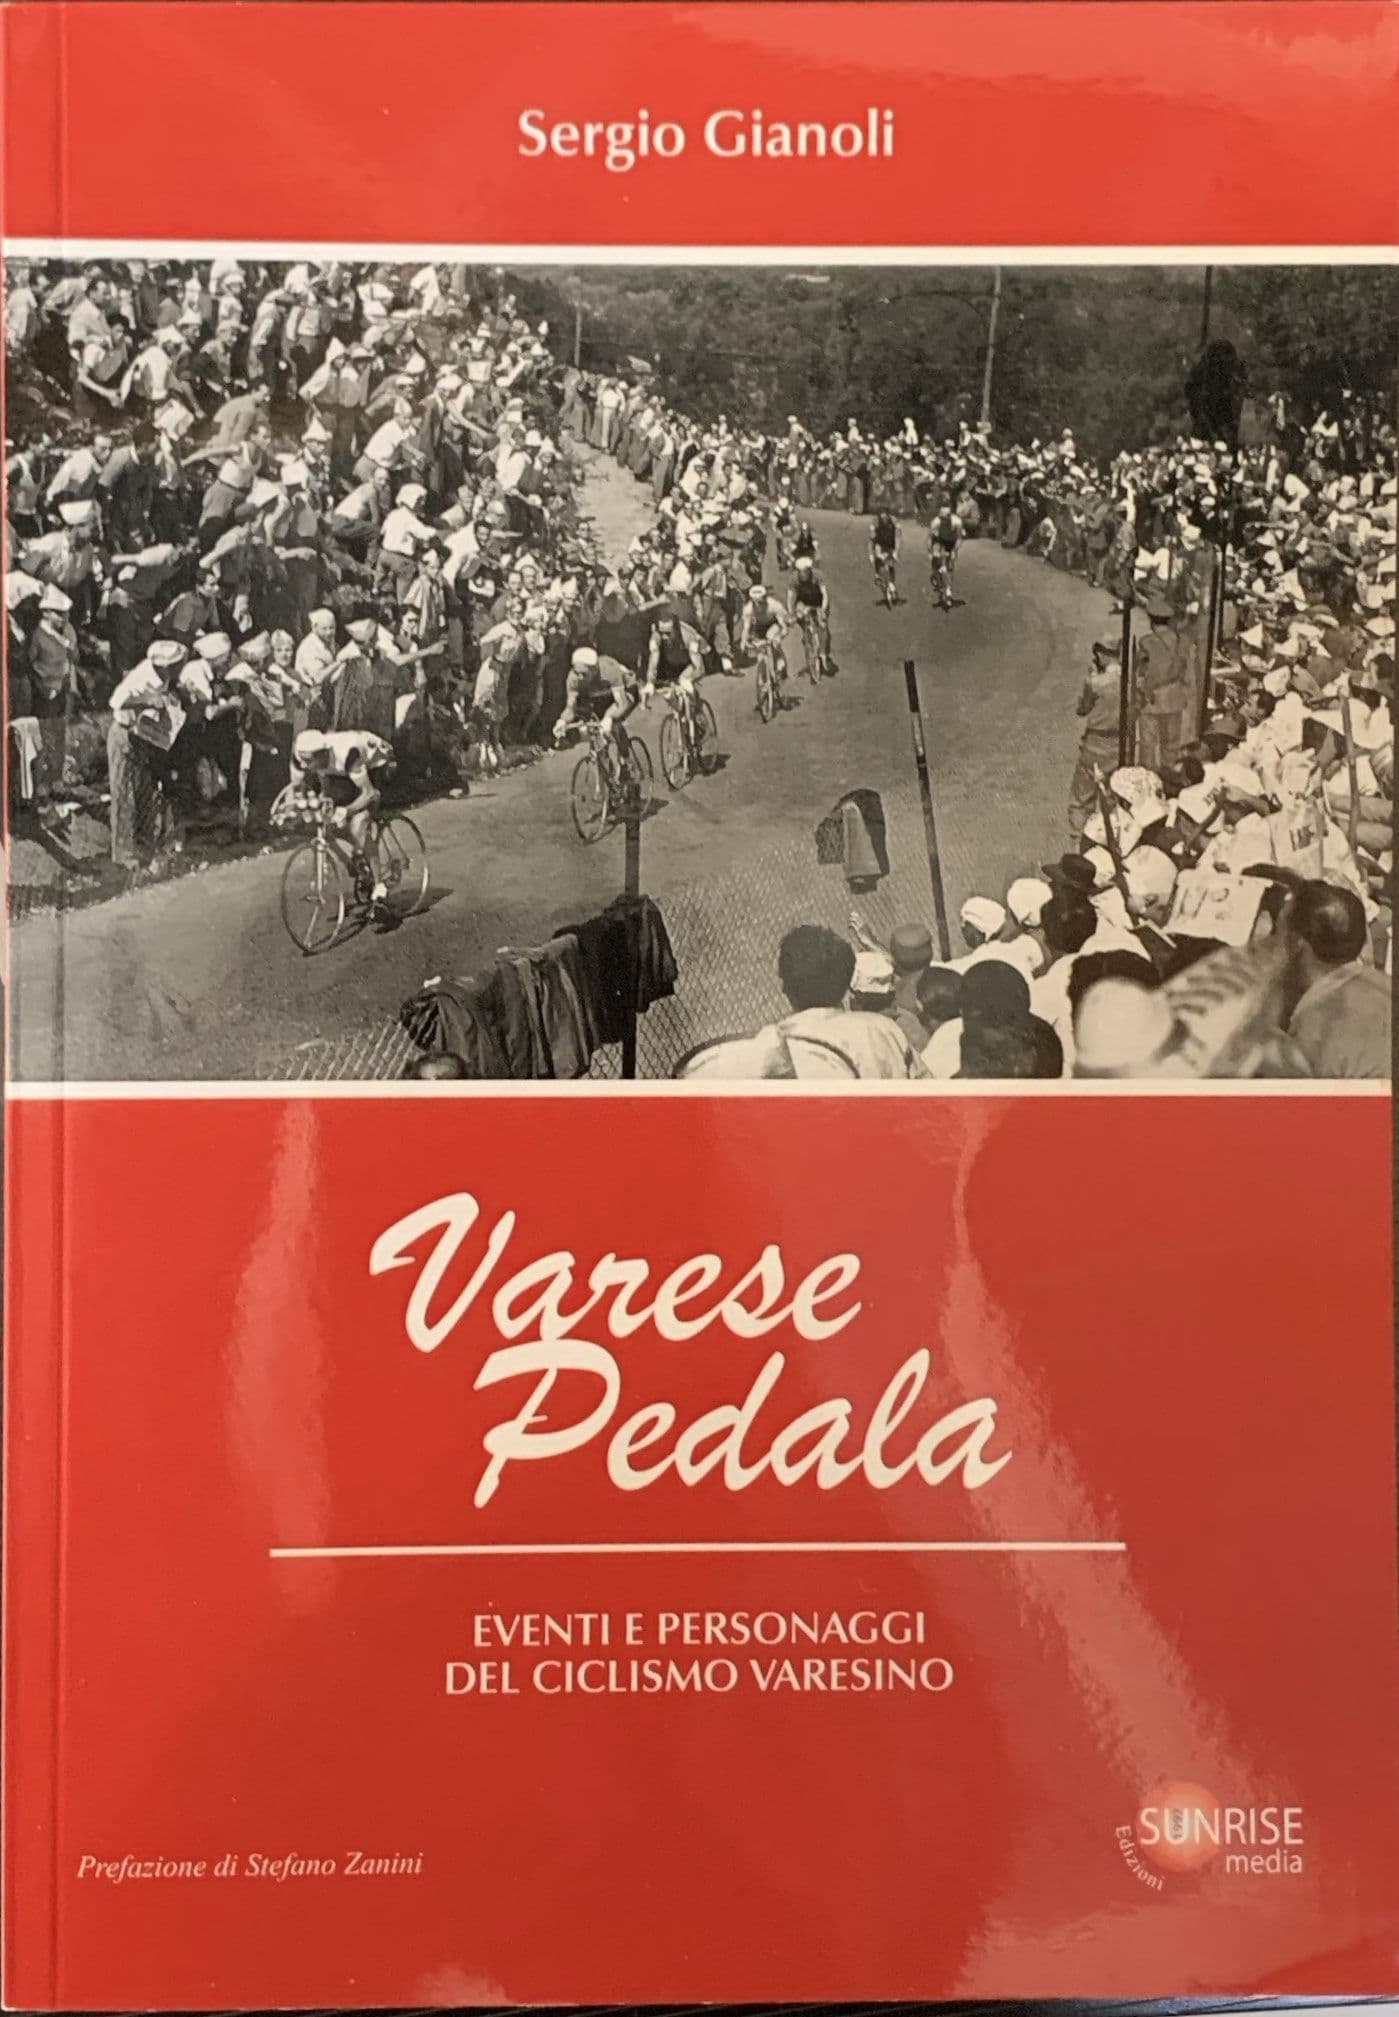 Sergio Gianoli
Varese
Pedala
EVENTI E PERSONAGGI
DEL CICLISMO VARESINO
Prefazione di Stefano Zanini
Edizioni
SUNRISE
media